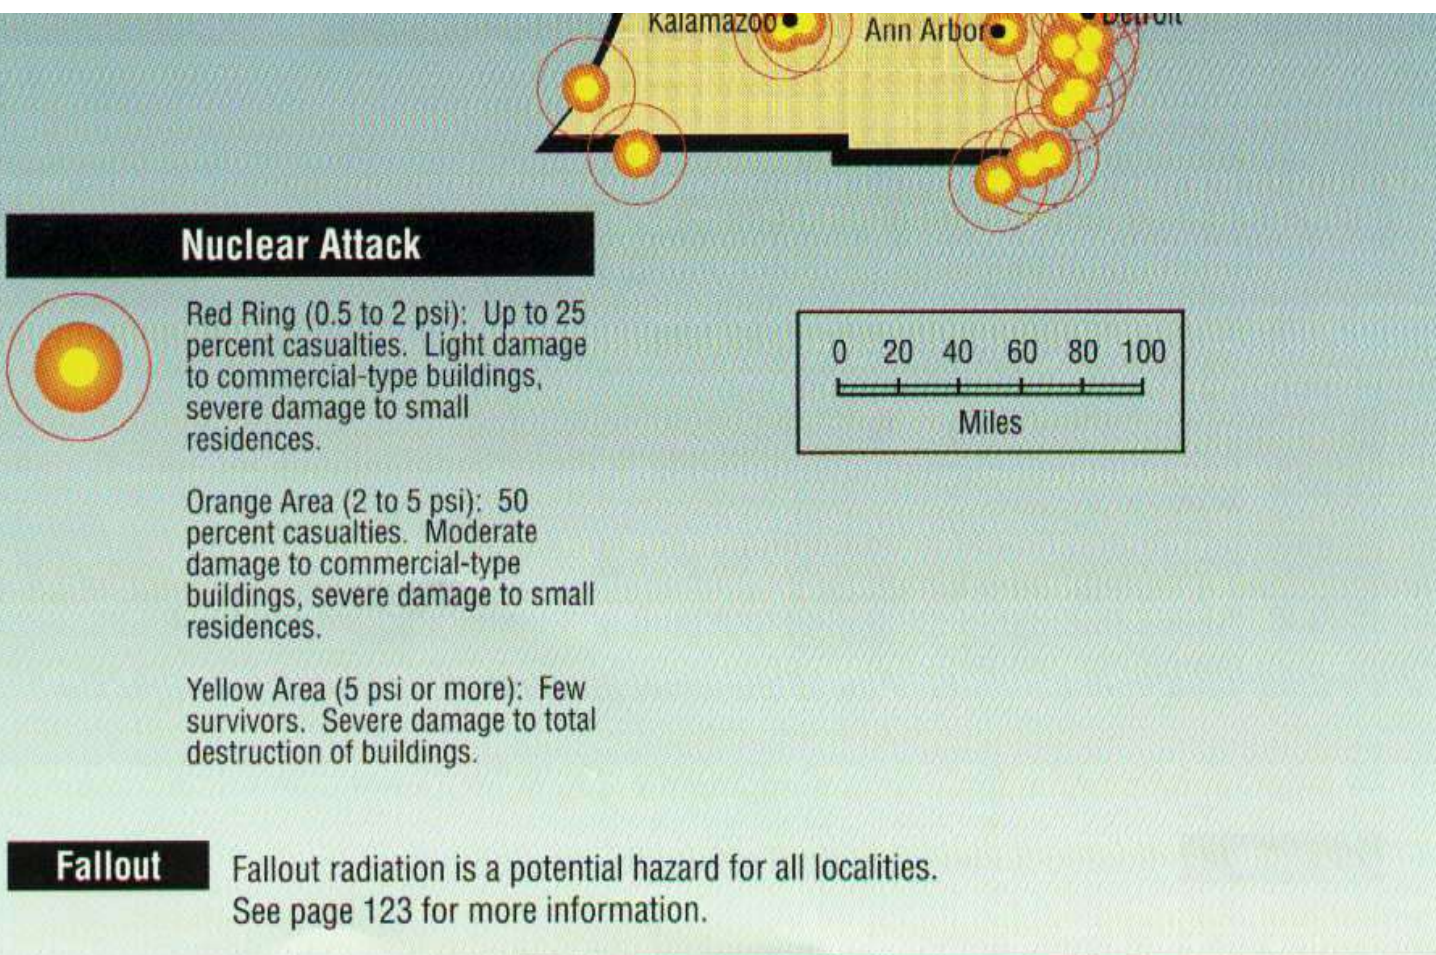 Kalamazoo
Ann Arbor
Detroit
Nuclear Attack
Red Ring (0.5 to 2 psi):  Up to 25
percent casualties.  Light damage
to commercial-type buildings,
severe damage to small
residences.
Orange Area (2 to 5 psi):  50
percent casualties.  Moderate
damage to commercial-type
buildings, severe damage to small
residences.
Yellow Area (5 psi or more):  Few
survivors.  Severe damage to total
destruction of buildings.
0 20 40 60 80 100
Miles
Fallout
Fallout radiation is a potential hazard for all localities.
See page 123 for more information.